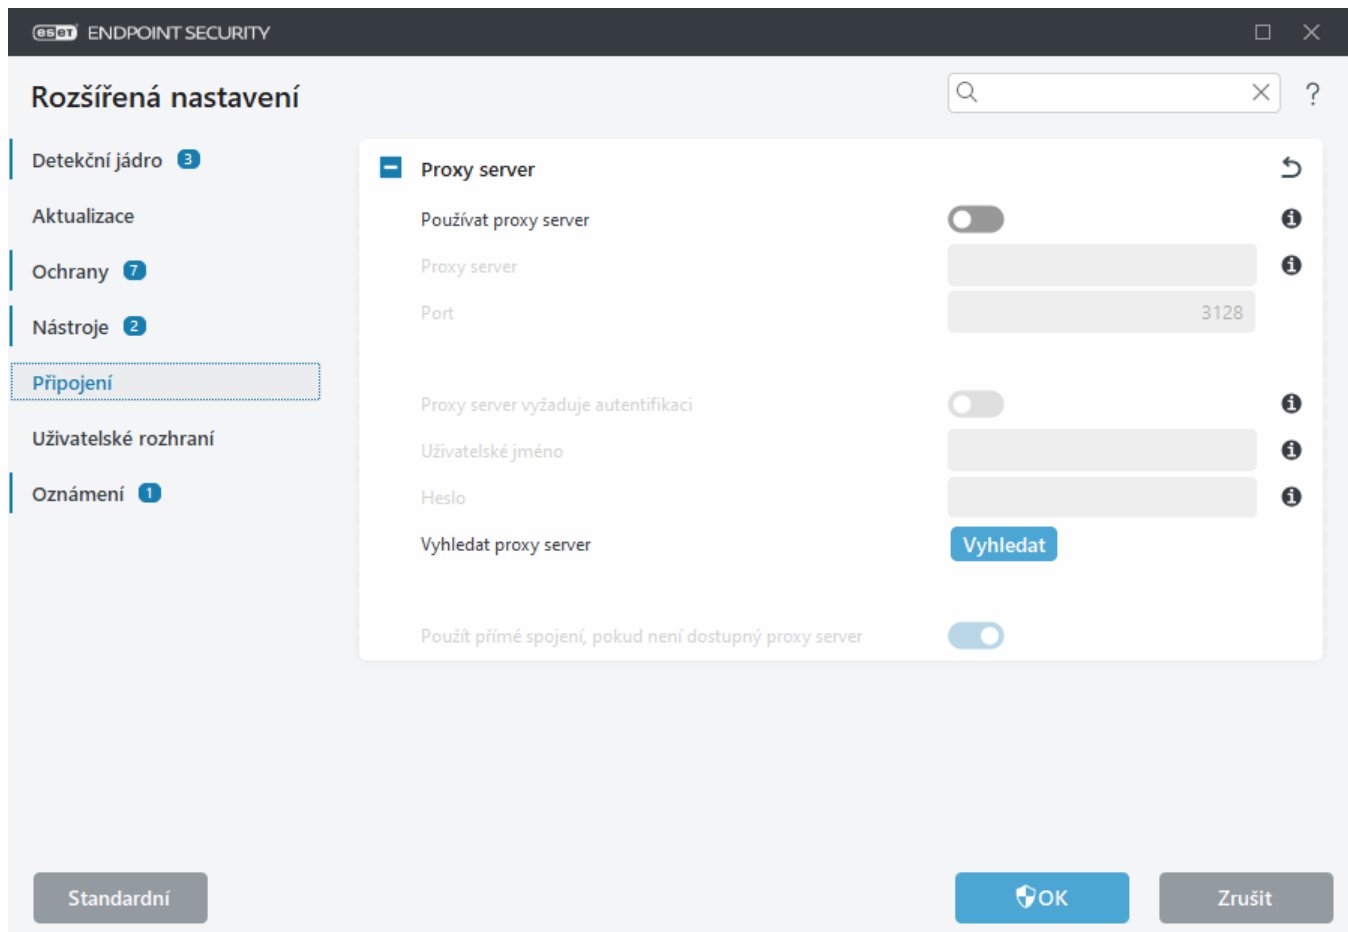 eset ENDPOINT SECURITY
Rozšířená nastavení
?
Detekční jádro 3
Aktualizace
Ochrany 7
Nástroje 2
Připojení
Uživatelské rozhraní
Oznámení 1
Proxy server
Používat proxy server
Proxy server
Port 3128
Proxy server vyžaduje autentifikaci
Uživatelské jméno
Heslo
Vyhledat proxy server Vyhledat
Použít přímé spojení, pokud není dostupný proxy server
Standardní OK Zrušit